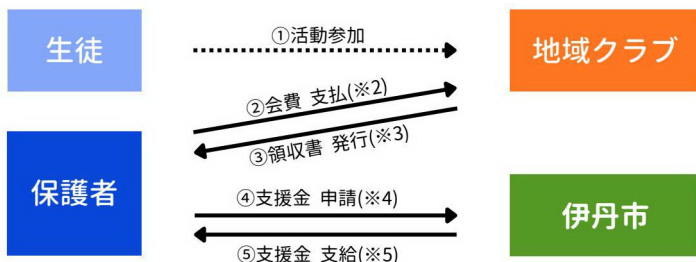 生徒
①活動参加
地域クラブ
②会費 支払(※2)
③領収書 発行(※3)
保護者
④支援金 申請(※4)
伊丹市
⑤支援金 支給(※5)